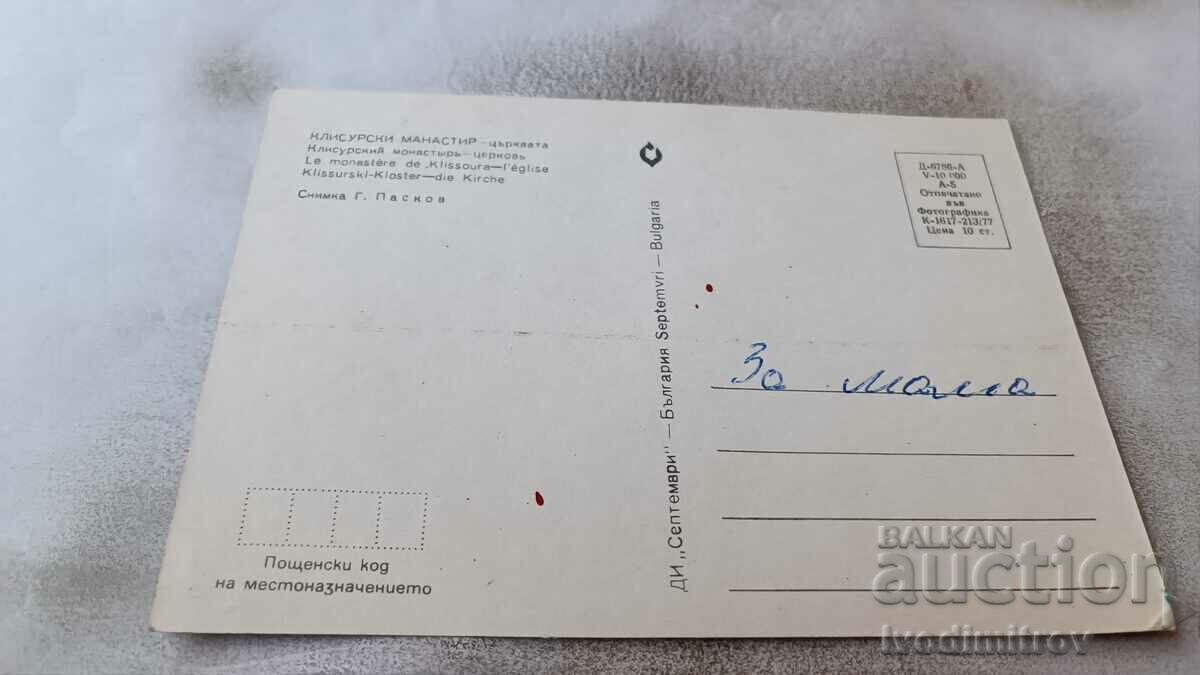 КЛИСУРСКИ МАНАСТИР—църквата
Клисурский монастырь—церковь
Le monastère de Klissoura—l'église
Klissurski-Kloster—die Kirche
Снимка Г. Пасков
Пощенски код
на местоназначението
ДИ „Септември" — България Septemvri — Bulgaria
Д-6786-А
V-10 000
А-5
Отпечатано
във
Фотографика
К-1617-213/77
Цена 10 ст.
За мама
BALKAN
auction
Ivodimitrov